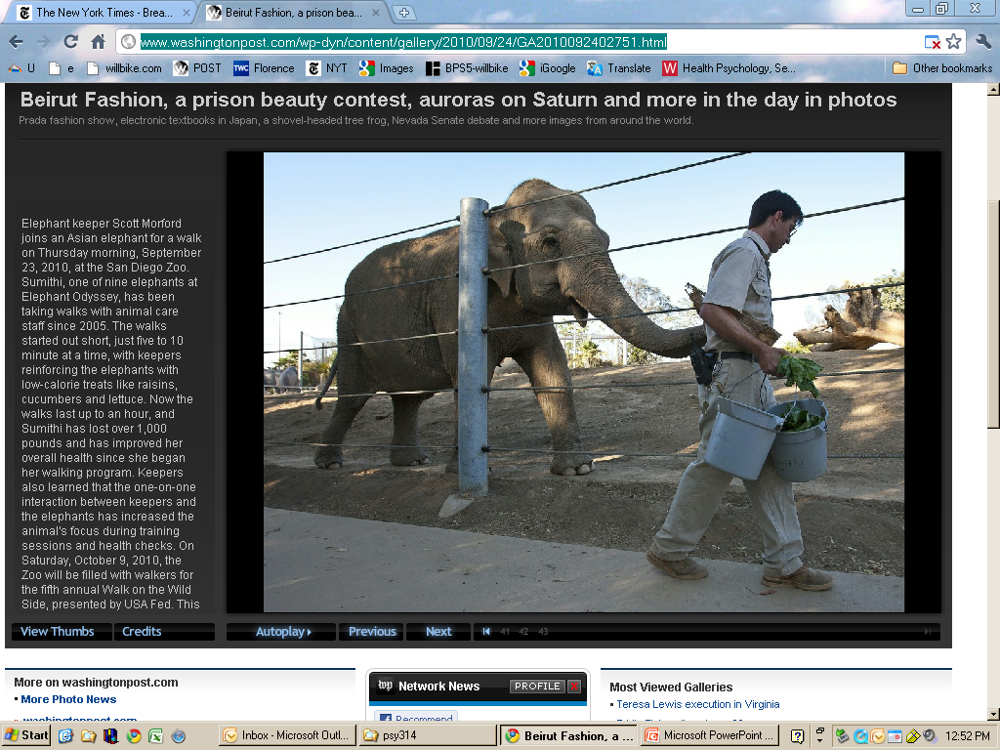 The New York Times - Brea...
Beirut Fashion, a prison bea...
www.washingtonpost.com/wp-dyn/content/gallery/2010/09/24/GA2010092402751.html
U
e
willbike.com
POST
TWC
Florence
NYT
Images
BPS5-willbike
iGoogle
Translate
W
Health Psychology, Se...
Other bookmarks
Beirut Fashion, a prison beauty contest, auroras on Saturn and more in the day in photos
Prada fashion show, electronic textbooks in Japan, a shovel-headed tree frog, Nevada Senate debate and more images from around the world.
Elephant keeper Scott Morford
joins an Asian elephant for a walk
on Thursday morning, September
23, 2010, at the San Diego Zoo.
Sumithi, one of nine elephants at
Elephant Odyssey, has been
taking walks with animal care
staff since 2005. The walks
started out short, just five to 10
minute at a time, with keepers
reinforcing the elephants with
low-calorie treats like raisins,
cucumbers and lettuce. Now the
walks last up to an hour, and
Sumithi has lost over 1,000
pounds and has improved her
overall health since she began
her walking program. Keepers
also learned that the one-on-one
interaction between keepers and
the elephants has increased the
animal's focus during training
sessions and health checks. On
Saturday, October 9, 2010, the
Zoo will be filled with walkers for
the fifth annual Walk on the Wild
Side, presented by USA Fed. This
View Thumbs
Credits
Autoplay
Previous
Next
41 42 43
More on washingtonpost.com
More Photo News
washingtonpost.com
wp
Network News
PROFILE
X
Recommend
Most Viewed Galleries
Teresa Lewis execution in Virginia
Start
Inbox - Microsoft Outl...
psy314
Beirut Fashion, a ...
Microsoft PowerPoint ...
12:52 PM